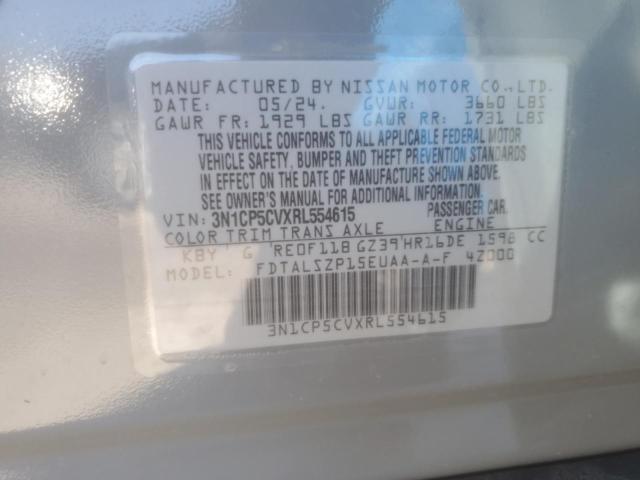 MANUFACTURED BY NISSAN MOTOR CO.,LTD.
DATE: 05/24. GVWR: 3660 LBS
GAWR FR: 1929 LBS GAWR RR: 1731 LBS
THIS VEHICLE CONFORMS TO ALL APPLICABLE FEDERAL MOTOR
VEHICLE SAFETY, BUMPER AND THEFT PREVENTION STANDARDS
IN EFFECT ON THE DATE OF MANUFACTURE SHOWN ABOVE.
SEE OWNER'S MANUAL FOR ADDITIONAL INFORMATION.
VIN: 3N1CP5CVXRL554615 PASSENGER CAR
COLOR TRIM TRANS AXLE ENGINE
KBY G RE0F11B GZ39 HR16DE 1598 CC
MODEL: FDTALSZP15EUAA-A-F 4Z000
3N1CP5CVXRL554615